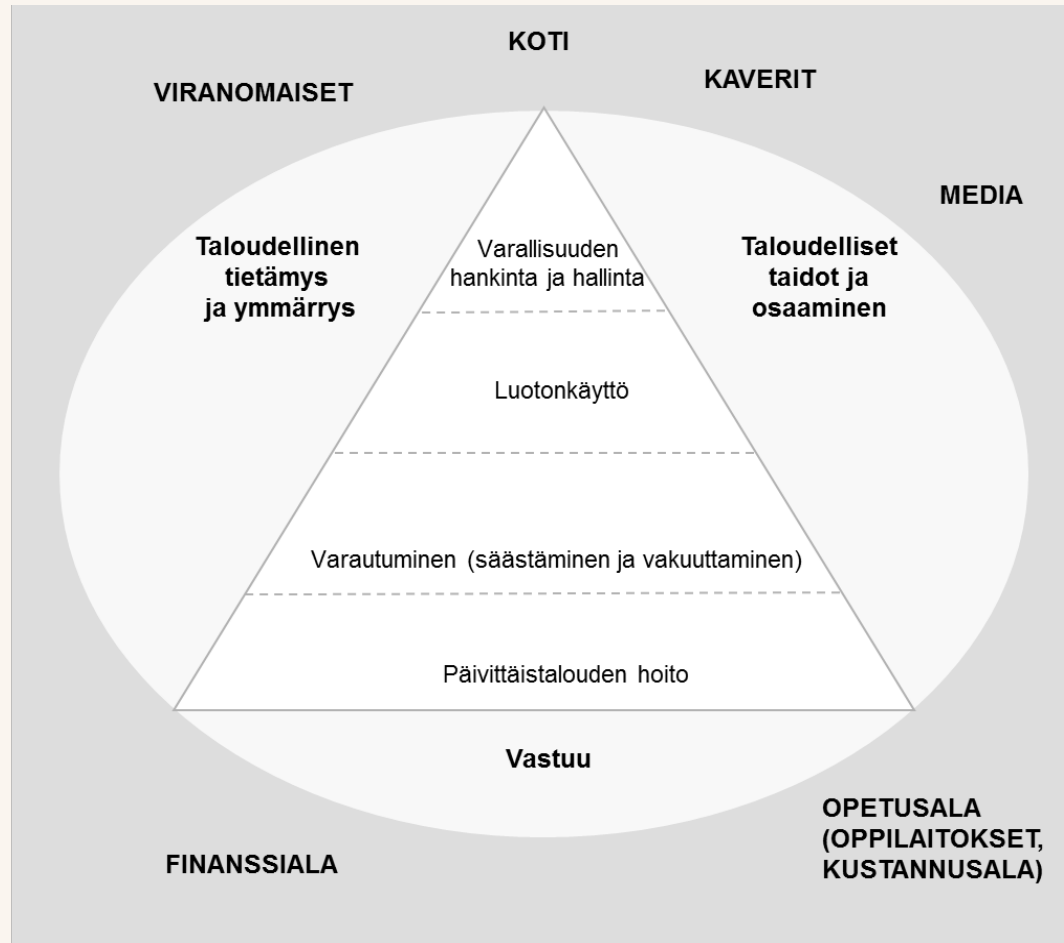 KOTI
VIRANOMAISET
KAVERIT
MEDIA
Taloudellinen
tietämys
ja ymmärrys
Varallisuuden
hankinta ja hallinta
Taloudelliset
taidot ja
osaaminen
Luotonkäyttö
Varautuminen (säästäminen ja vakuuttaminen)
Päivittäistalouden hoito
Vastuu
FINANSSIALA
OPETUSALA
(OPPILAITOKSET,
KUSTANNUSALA)